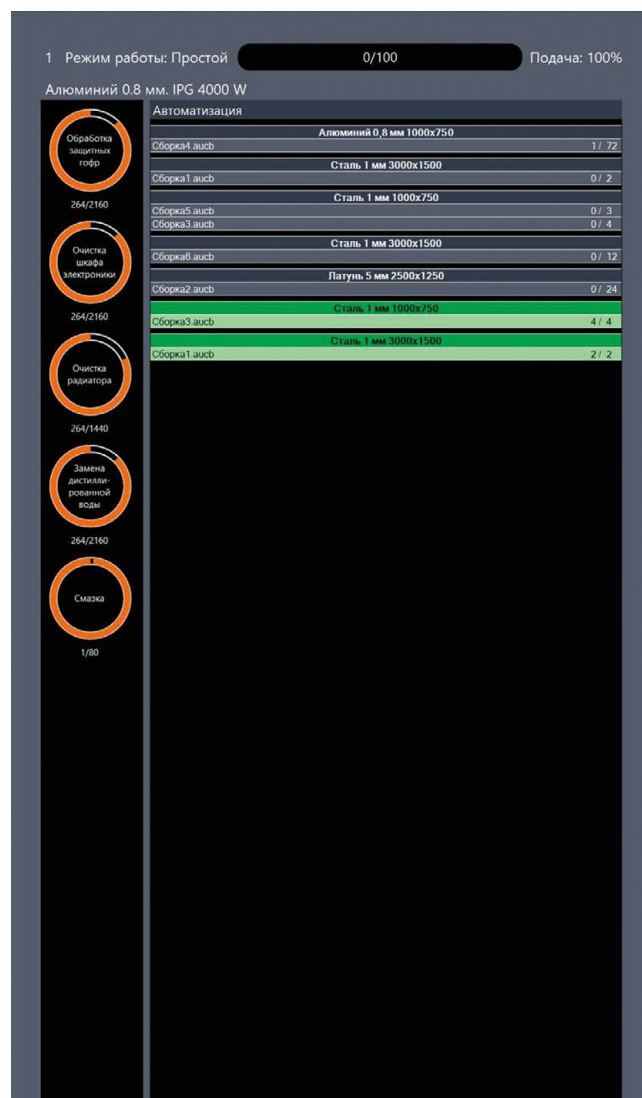 1 Режим работы: Простой 0/100 Подача: 100%
Алюминий 0.8 мм. IPG 4000 W
Автоматизация
Обработка
защитных
гофр
264/2160
Очистка
шкафа
электроники
264/2160
Очистка
радиатора
264/1440
Замена
дистилли-
рованной
воды
264/2160
Смазка
1/80
Алюминий 0,8 мм 1000x750
Сборка4.aucb 1/ 72
Сталь 1 мм 3000x1500
Сборка1.aucb 0/ 2
Сталь 1 мм 1000x750
Сборка5.aucb 0/ 3
Сборка3.aucb 0/ 4
Сталь 1 мм 3000x1500
Сборка6.aucb 0/ 12
Латунь 5 мм 2500x1250
Сборка2.aucb 0/ 24
Сталь 1 мм 1000x750
Сборка3.aucb 4/ 4
Сталь 1 мм 3000x1500
Сборка1.aucb 2/ 2